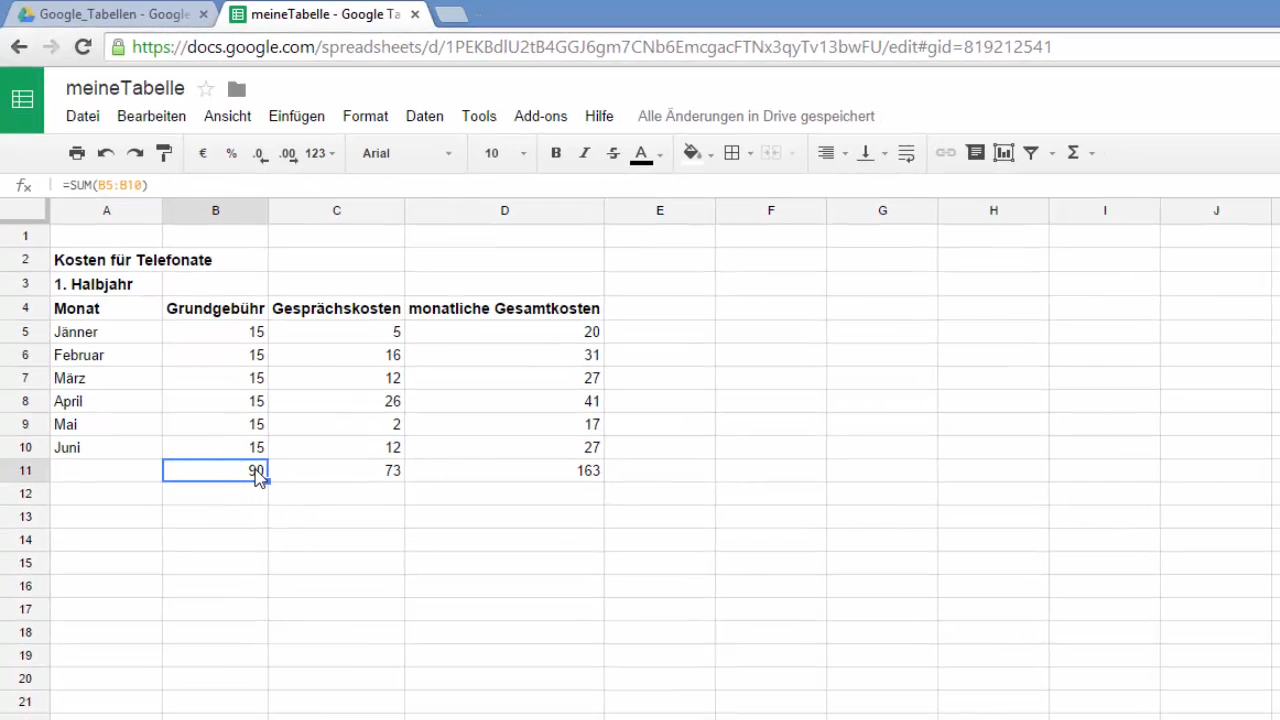 Google_Tabellen - Google
meineTabelle - Google Ta
https://docs.google.com/spreadsheets/d/1PEKBdlU2tB4GGJ6gm7CNb6EmcgacFTNx3qyTv13bwFU/edit#gid=819212541
meineTabelle
Datei Bearbeiten Ansicht Einfügen Format Daten Tools Add-ons Hilfe Alle Änderungen in Drive gespeichert
€ % .0 .00 123 Arial 10 B I S A Σ
fx =SUM(B5:B10)
A B C D E F G H I J
1
2 Kosten für Telefonate
3 1. Halbjahr
4 Monat Grundgebühr Gesprächskosten monatliche Gesamtkosten
5 Jänner 15 5 20
6 Februar 15 16 31
7 März 15 12 27
8 April 15 26 41
9 Mai 15 2 17
10 Juni 15 12 27
11 90 73 163
12
13
14
15
16
17
18
19
20
21